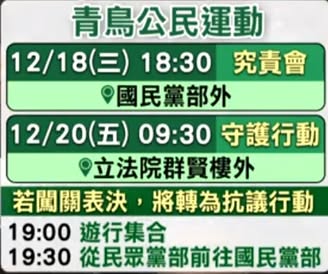 青鳥公民運動
12/18(三) 18:30 究責會
國民黨部外
12/20(五) 09:30 守護行動
立法院群賢樓外
若闖關表決，將轉為抗議行動
19:00 遊行集合
19:30 從民眾黨部前往國民黨部